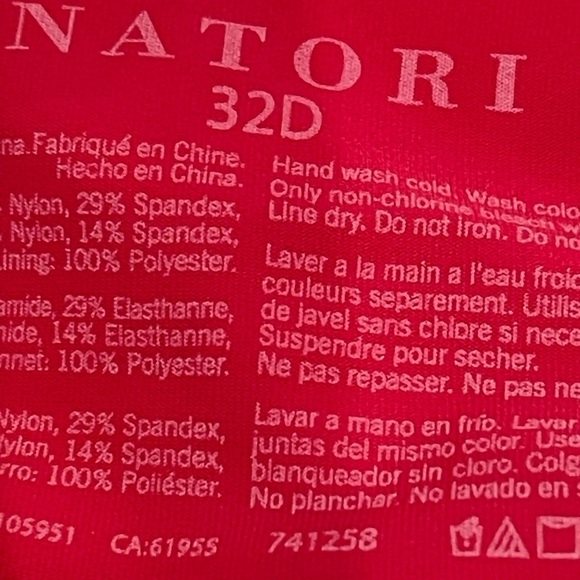 NATORI
32D
na. Fabriqué en Chine.
Hecho en China.
Nylon, 29% Spandex,
Nylon, 14% Spandex,
ining: 100% Polyester.
amide, 29% Elasthanne,
nide, 14% Elasthanne,
nnet: 100% Polyester.
Nylon, 29% Spandex,
Nylon, 14% Spandex,
rro: 100% Poliéster.
105951
CA:61955
Hand wash cold. Wash colo
Only non-chlorine bleach w
Line dry. Do not iron. Do no
Laver a la main a l'eau froid
couleurs separement. Utilis
de javel sans chlore si nece
Suspendre pour secher.
Ne pas repasser. Ne pas ne
Lavar a mano en frio. Lavar
juntas del mismo color. Use
blanqueador sin cloro. Colg
No planchar. No lavado en
741258